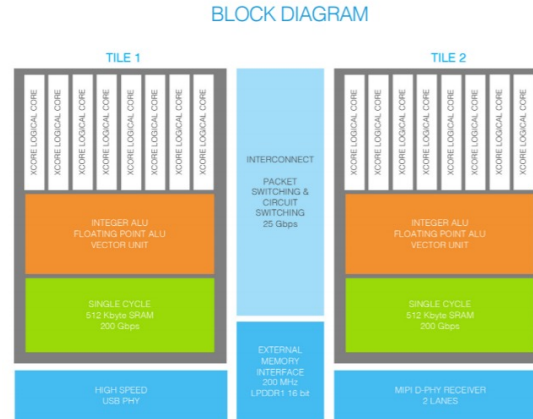 BLOCK DIAGRAM
TILE 1
XCORE LOGICAL CORE
XCORE LOGICAL CORE
XCORE LOGICAL CORE
XCORE LOGICAL CORE
XCORE LOGICAL CORE
XCORE LOGICAL CORE
XCORE LOGICAL CORE
XCORE LOGICAL CORE
INTEGER ALU
FLOATING POINT ALU
VECTOR UNIT
SINGLE CYCLE
512 Kbyte SRAM
200 Gbps
HIGH SPEED
USB PHY
INTERCONNECT
PACKET
SWITCHING &
CIRCUIT
SWITCHING
25 Gbps
EXTERNAL
MEMORY
INTERFACE
200 MHz
LPDDR1 16 bit
TILE 2
XCORE LOGICAL CORE
XCORE LOGICAL CORE
XCORE LOGICAL CORE
XCORE LOGICAL CORE
XCORE LOGICAL CORE
XCORE LOGICAL CORE
XCORE LOGICAL CORE
XCORE LOGICAL CORE
INTEGER ALU
FLOATING POINT ALU
VECTOR UNIT
SINGLE CYCLE
512 Kbyte SRAM
200 Gbps
MIPI D-PHY RECEIVER
2 LANES